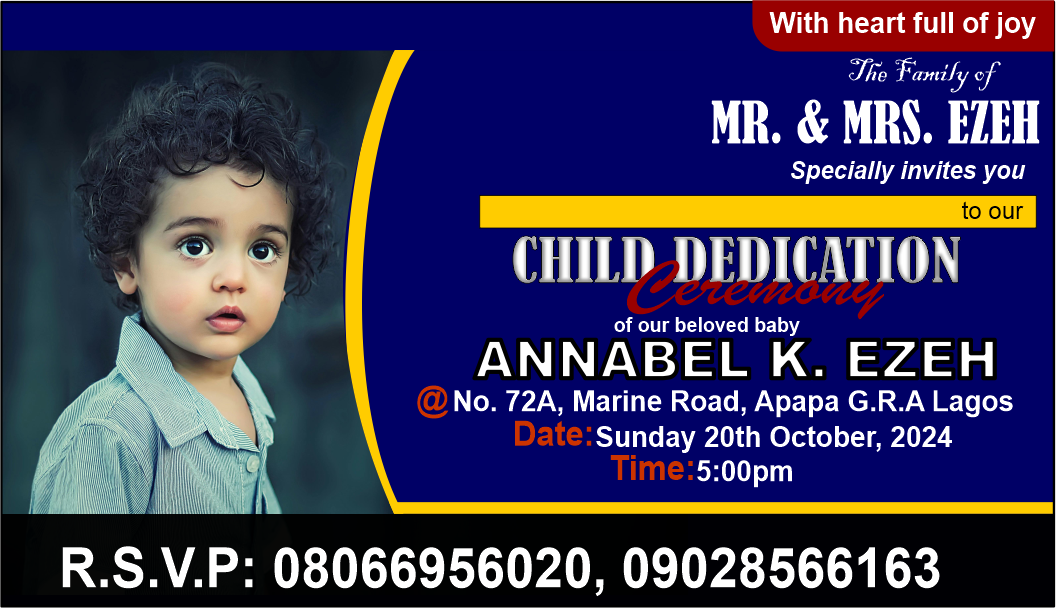 With heart full of joy
The Family of
MR. & MRS. EZEH
Specially invites you
to our
CHILD DEDICATION
Ceremony
of our beloved baby
ANNABEL K. EZEH
@No. 72A, Marine Road, Apapa G.R.A Lagos
Date:Sunday 20th October, 2024
Time:5:00pm
R.S.V.P: 08066956020, 09028566163